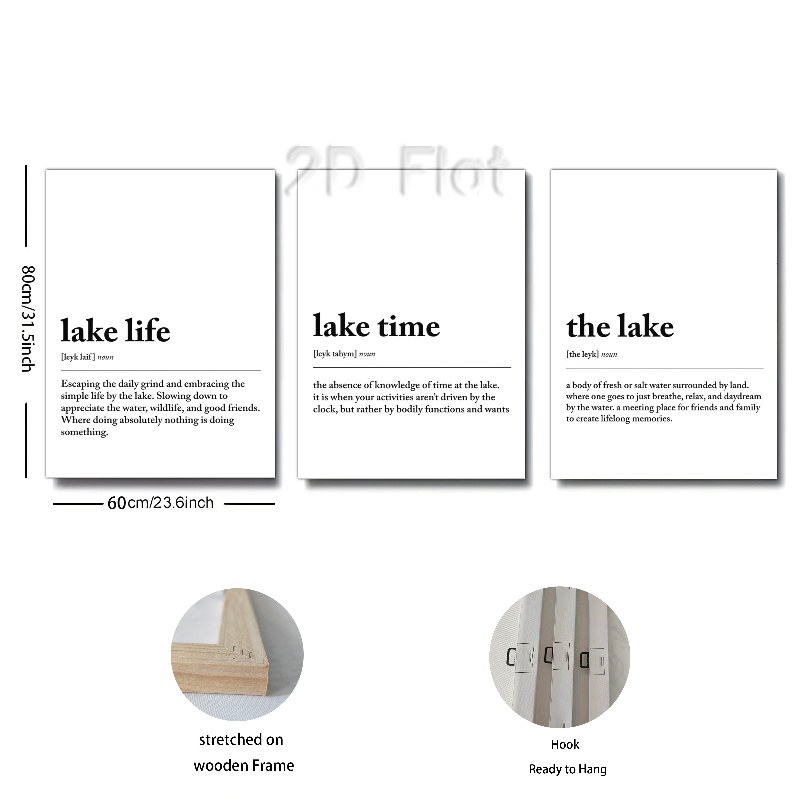 2D Flat
80cm/31.5inch
lake life
[leyk laif] noun
Escaping the daily grind and embracing the
simple life by the lake. Slowing down to
appreciate the water, wildlife, and good friends.
Where doing absolutely nothing is doing
something.
lake time
[leyk tahym] noun
the absence of knowledge of time at the lake.
it is when your activities aren't driven by the
clock, but rather by bodily functions and wants
the lake
[the leyk] noun
a body of fresh or salt water surrounded by land.
where one goes to just breathe, relax, and daydream
by the water. a meeting place for friends and family
to create lifelong memories.
60cm/23.6inch
stretched on
wooden Frame
Hook
Ready to Hang